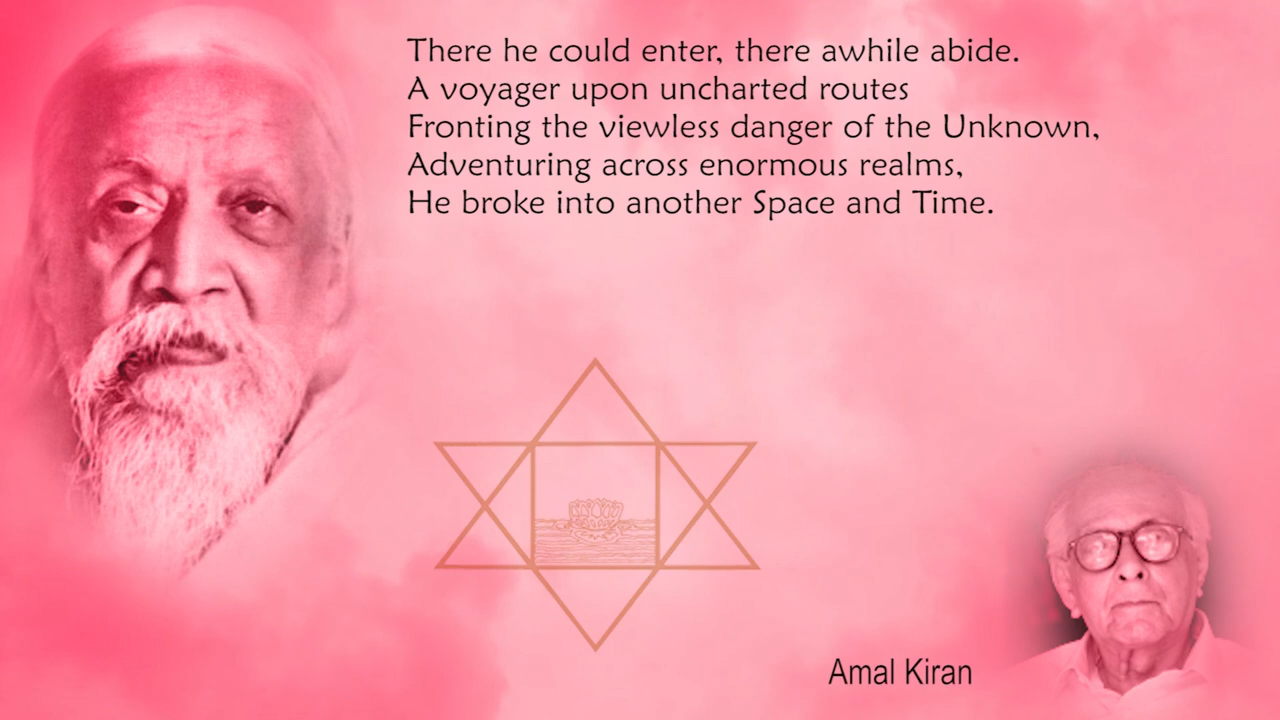 There he could enter, there awhile abide.
A voyager upon uncharted routes
Fronting the viewless danger of the Unknown,
Adventuring across enormous realms,
He broke into another Space and Time.
Amal Kiran